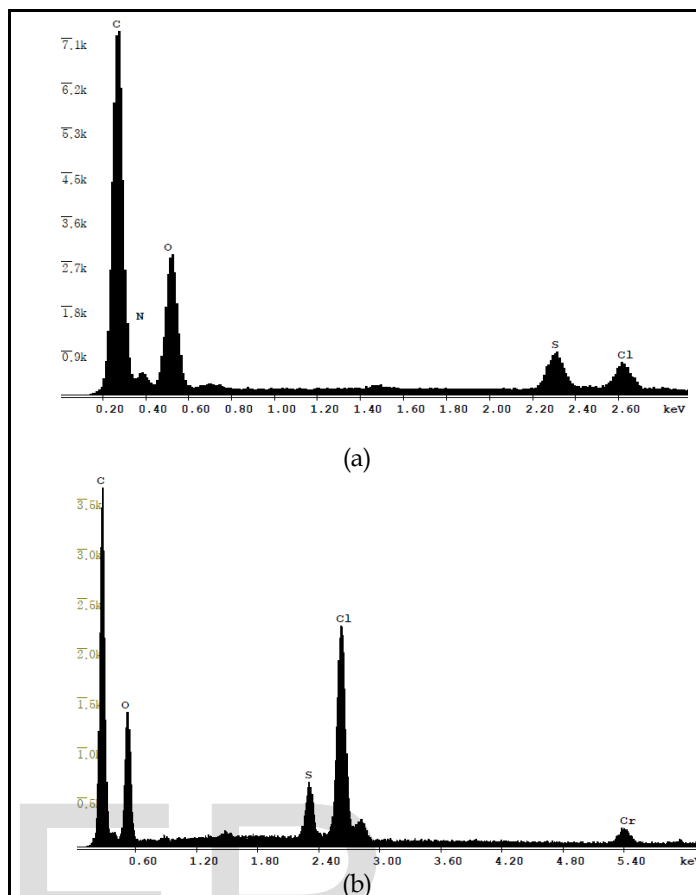 C
7.1k
6.2k
5.3k
4.5k
3.6k
O
2.7k
N
1.8k
S
Cl
0.9k
0.20 0.40 0.60 0.80 1.00 1.20 1.40 1.60 1.80 2.00 2.20 2.40 2.60 keV
(a)
C
3.5k
3.0k
2.5k
Cl
2.0k
O
1.5k
1.0k
S
0.5k
Cr
0.60 1.20 1.80 2.40 3.00 3.60 4.20 4.80 5.40 ke
(b)